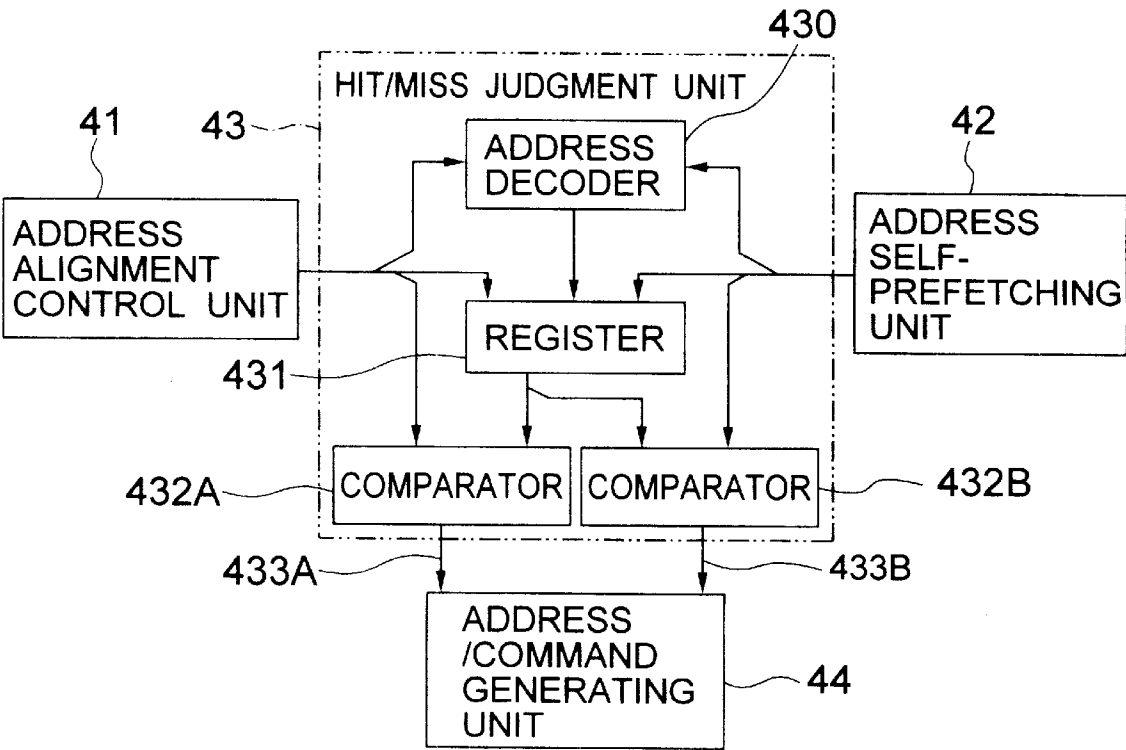 430
HIT/MISS JUDGMENT UNIT
41
43
42
ADDRESS
DECODER
ADDRESS
ALIGNMENT
CONTROL UNIT
ADDRESS
SELF-
PREFETCHING
UNIT
REGISTER
431
432A
COMPARATOR
COMPARATOR
432B
433A
433B
ADDRESS
/COMMAND
GENERATING
UNIT
44